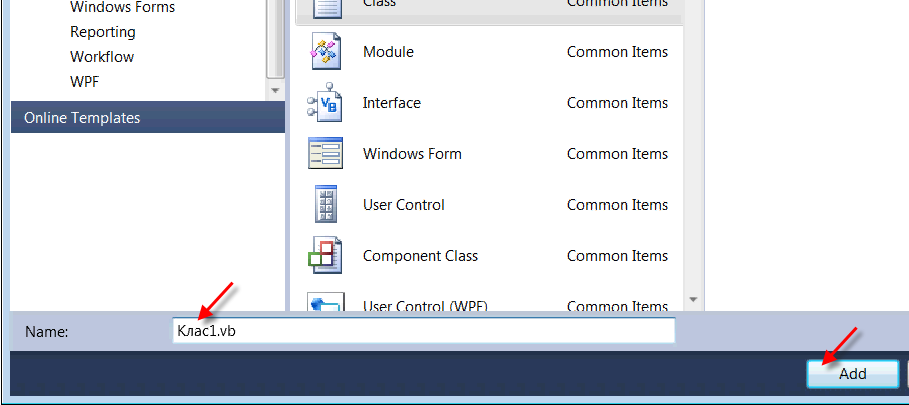 Windows Forms
Reporting
Workflow
WPF
Online Templates
Class Common Items
Module Common Items
Interface Common Items
Windows Form Common Items
User Control Common Items
Component Class Common Items
User Control (WPF) Common Items
Name: Клас1.vb
Add